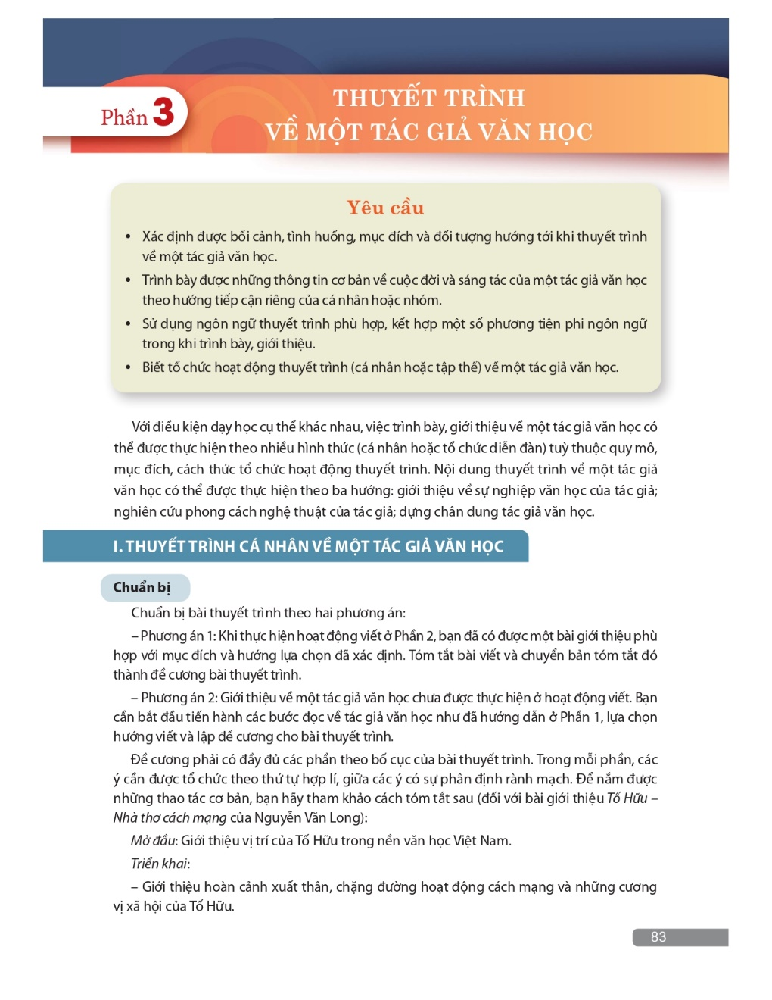 Phần 3
THUYẾT TRÌNH
VỀ MỘT TÁC GIẢ VĂN HỌC
Yêu cầu
• Xác định được bối cảnh, tình huống, mục đích và đối tượng hướng tới khi thuyết trình
về một tác giả văn học.
• Trình bày được những thông tin cơ bản về cuộc đời và sáng tác của một tác giả văn học
theo hướng tiếp cận riêng của cá nhân hoặc nhóm.
• Sử dụng ngôn ngữ thuyết trình phù hợp, kết hợp một số phương tiện phi ngôn ngữ
trong khi trình bày, giới thiệu.
• Biết tổ chức hoạt động thuyết trình (cá nhân hoặc tập thể) về một tác giả văn học.
Với điều kiện dạy học cụ thể khác nhau, việc trình bày, giới thiệu về một tác giả văn học có
thể được thực hiện theo nhiều hình thức (cá nhân hoặc tổ chức diễn đàn) tuỳ thuộc quy mô,
mục đích, cách thức tổ chức hoạt động thuyết trình. Nội dung thuyết trình về một tác giả
văn học có thể được thực hiện theo ba hướng: giới thiệu về sự nghiệp văn học của tác giả;
nghiên cứu phong cách nghệ thuật của tác giả; dựng chân dung tác giả văn học.
I. THUYẾT TRÌNH CÁ NHÂN VỀ MỘT TÁC GIẢ VĂN HỌC
Chuẩn bị
Chuẩn bị bài thuyết trình theo hai phương án:
– Phương án 1: Khi thực hiện hoạt động viết ở Phần 2, bạn đã có được một bài giới thiệu phù
hợp với mục đích và hướng lựa chọn đã xác định. Tóm tắt bài viết và chuyển bản tóm tắt đó
thành đề cương bài thuyết trình.
– Phương án 2: Giới thiệu về một tác giả văn học chưa được thực hiện ở hoạt động viết. Bạn
cần bắt đầu tiến hành các bước đọc về tác giả văn học như đã hướng dẫn ở Phần 1, lựa chọn
hướng viết và lập đề cương cho bài thuyết trình.
Đề cương phải có đầy đủ các phần theo bố cục của bài thuyết trình. Trong mỗi phần, các
ý cần được tổ chức theo thứ tự hợp lí, giữa các ý có sự phân định rành mạch. Để nắm được
những thao tác cơ bản, bạn hãy tham khảo cách tóm tắt sau (đối với bài giới thiệu Tố Hữu –
Nhà thơ cách mạng của Nguyễn Văn Long):
Mở đầu: Giới thiệu vị trí của Tố Hữu trong nền văn học Việt Nam.
Triển khai:
– Giới thiệu hoàn cảnh xuất thân, chặng đường hoạt động cách mạng và những cương
vị xã hội của Tố Hữu.
83